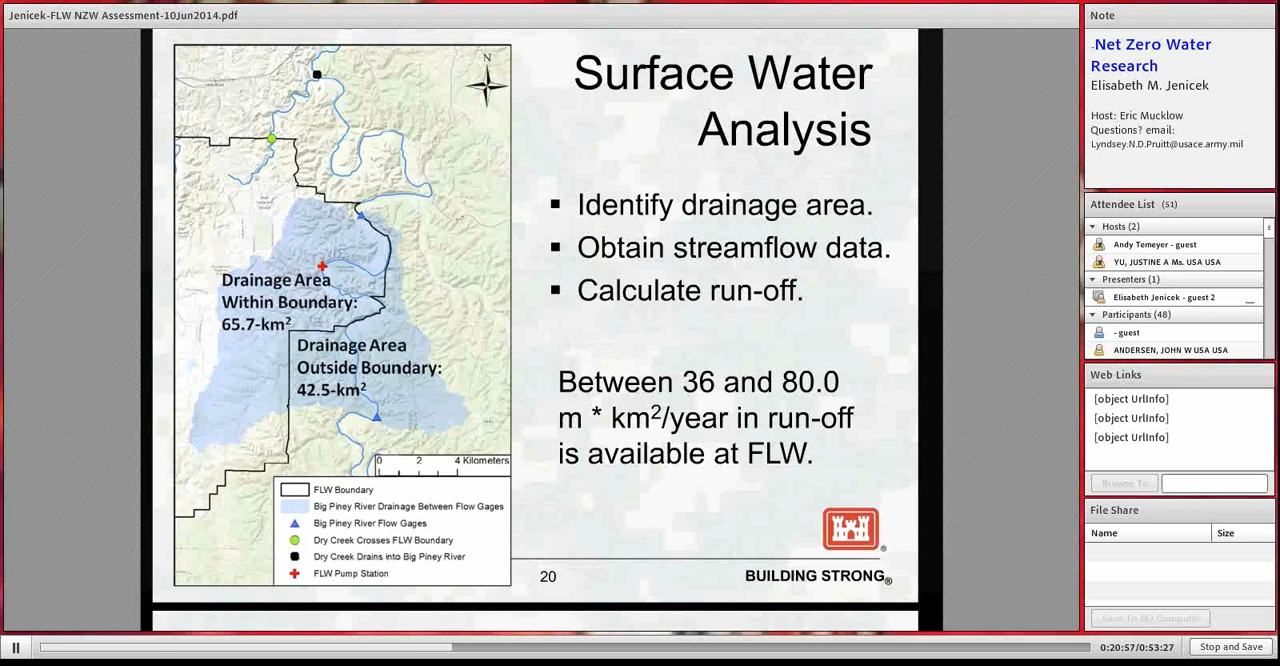 Jenicek-FLW NZW Assessment-10Jun2014.pdf
N
Drainage Area
Within Boundary:
65.7-km²
Drainage Area
Outside Boundary:
42.5-km²
0 2 4 Kilometers
FLW Boundary
Big Piney River Drainage Between Flow Gages
Big Piney River Flow Gages
Dry Creek Crosses FLW Boundary
Dry Creek Drains into Big Piney River
FLW Pump Station
Surface Water
Analysis
▪ Identify drainage area.
▪ Obtain streamflow data.
▪ Calculate run-off.
Between 36 and 80.0
m * km²/year in run-off
is available at FLW.
®
20
BUILDING STRONG®
Note
-Net Zero Water
Research
Elisabeth M. Jenicek
Host: Eric Mucklow
Questions? email:
Lyndsey.N.D.Pruitt@usace.army.mil
Attendee List (51)
Hosts (2)
Andy Temeyer - guest
YU, JUSTINE A Ms. USA USA
Presenters (1)
Elisabeth Jenicek - guest 2
Participants (48)
- guest
ANDERSEN, JOHN W USA USA
Web Links
[object UrlInfo]
[object UrlInfo]
[object UrlInfo]
Browse To
File Share
Name Size
Save To My Computer
0:20:57/0:53:27
Stop and Save